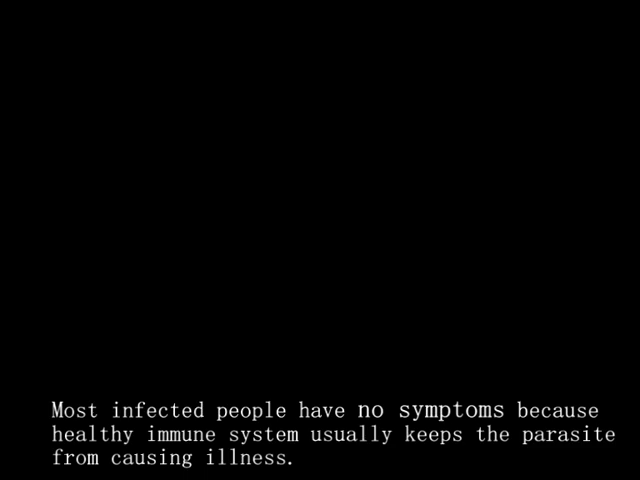 Most infected people have no symptoms because
healthy immune system usually keeps the parasite
from causing illness.